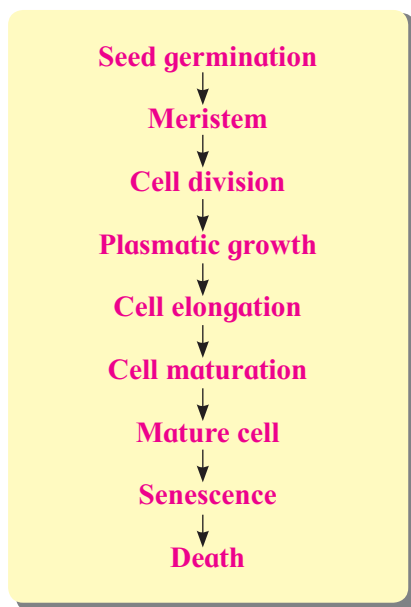 Seed germination
Meristem
Cell division
Plasmatic growth
Cell elongation
Cell maturation
Mature cell
Senescence
Death